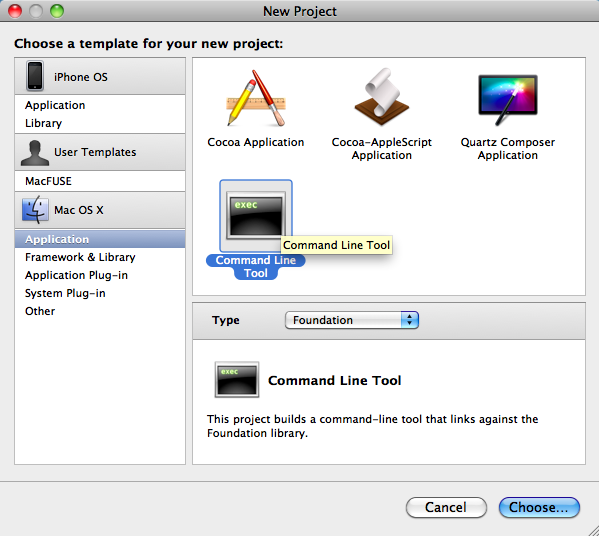 New Project
Choose a template for your new project:
iPhone OS
Application
Library
User Templates
MacFUSE
Mac OS X
Application
Framework & Library
Application Plug-in
System Plug-in
Other
Cocoa Application
Cocoa-AppleScript
Application
Quartz Composer
Application
exec
Command Line Tool
Command Line
Tool
Type
Foundation
exec
Command Line Tool
This project builds a command-line tool that links against the
Foundation library.
Cancel
Choose...